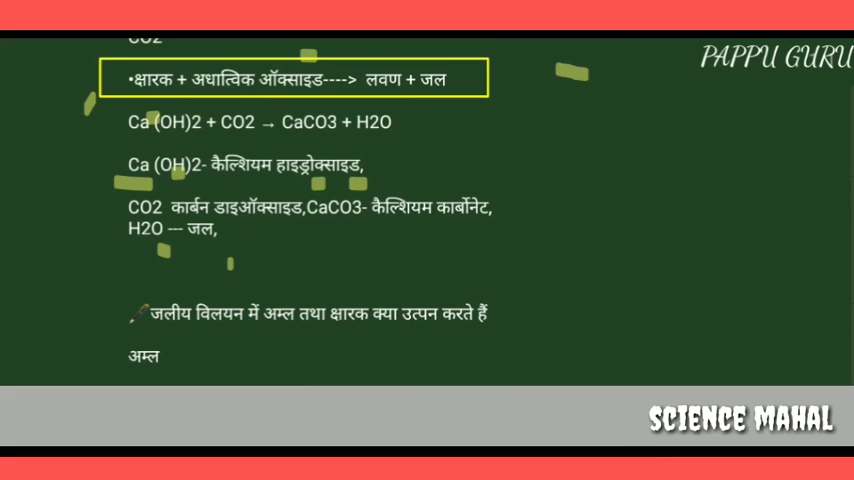 CO2
PAPPU GURU
•क्षारक + अधात्विक ऑक्साइड----> लवण + जल
Ca (OH)2 + CO2 → CaCO3 + H2O
Ca (OH)2- कैल्शियम हाइड्रोक्साइड,
CO2 कार्बन डाइऑक्साइड,CaCO3- कैल्शियम कार्बोनेट,
H2O --- जल,
जलीय विलयन में अम्ल तथा क्षारक क्या उत्पन करते हैं
अम्ल
SCIENCE MAHAL